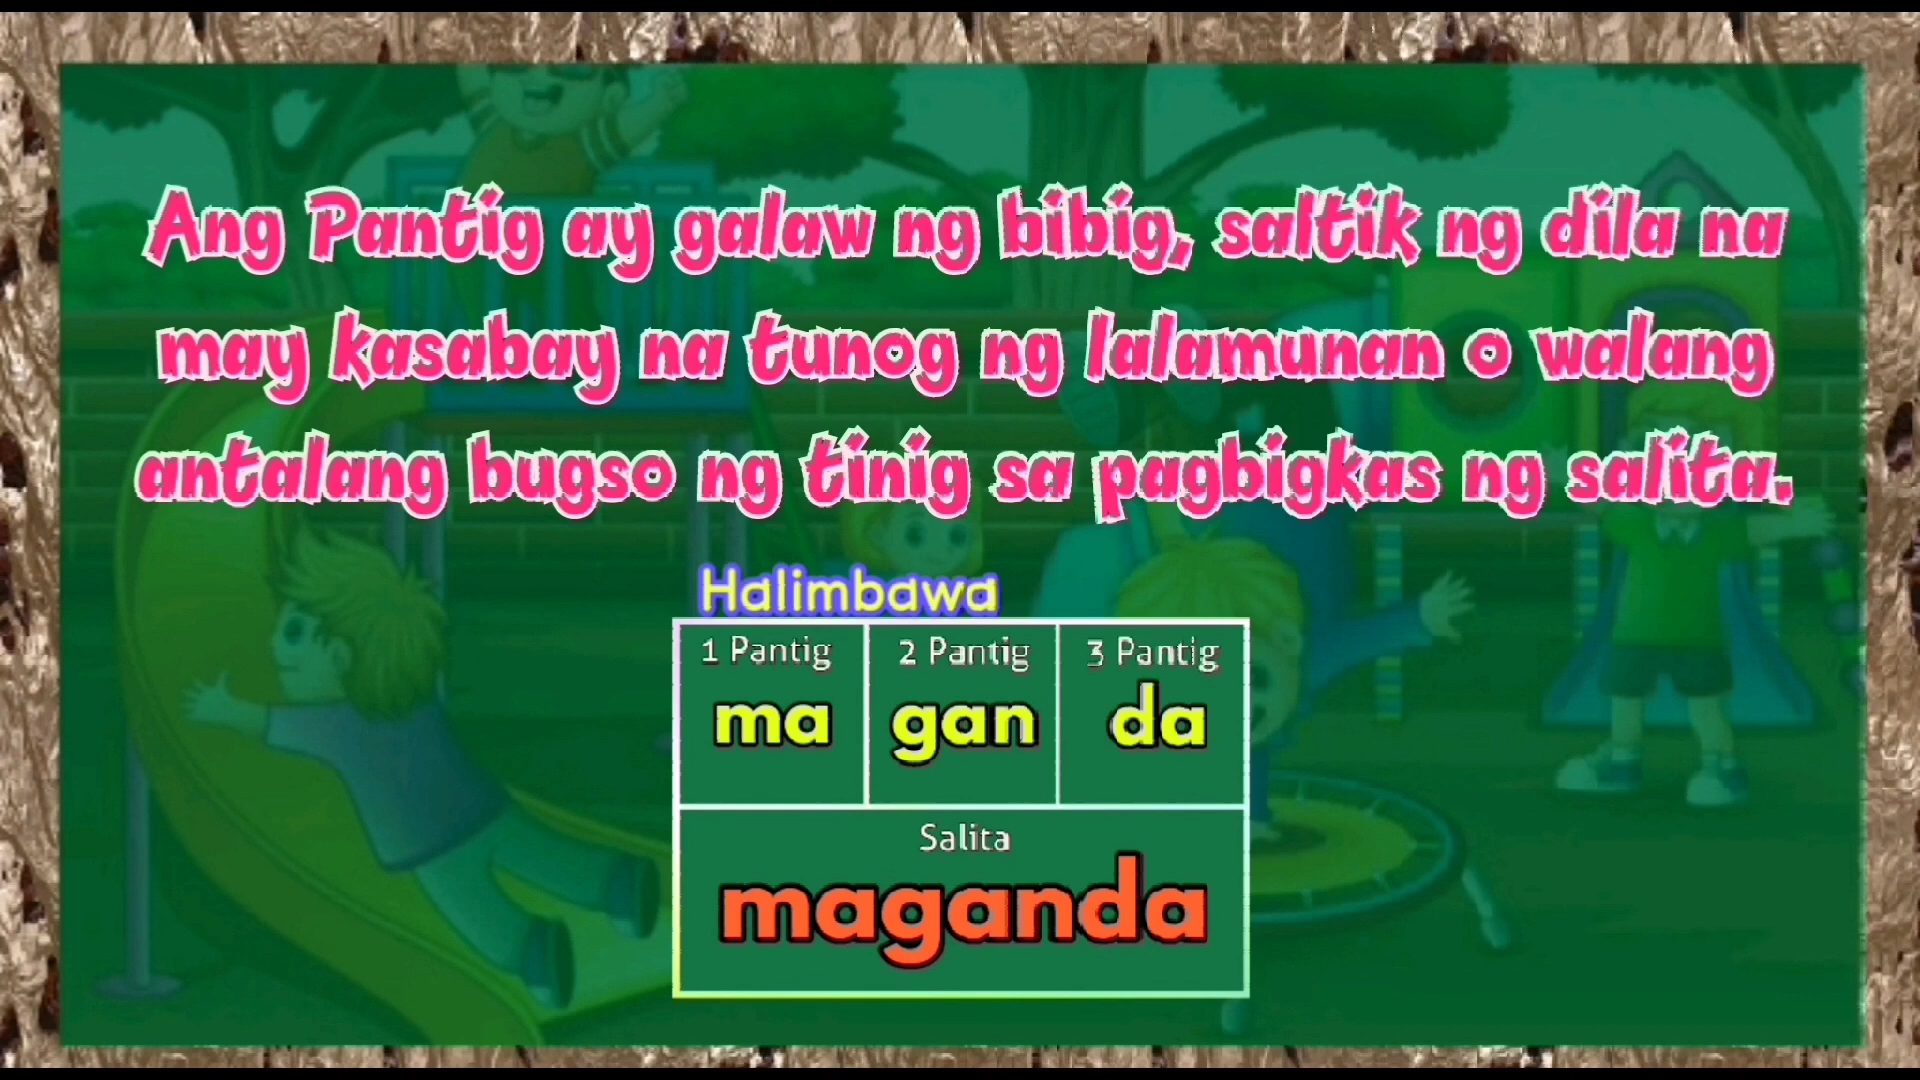 Ang Pantig ay galaw ng bibig, saltik ng dila na
may kasabay na tunog ng lalamunan o walang
antalang bugso ng tinig sa pagbigkas ng salita.
Halimbawa
1 Pantig 2 Pantig 3 Pantig
ma gan da
Salita
maganda